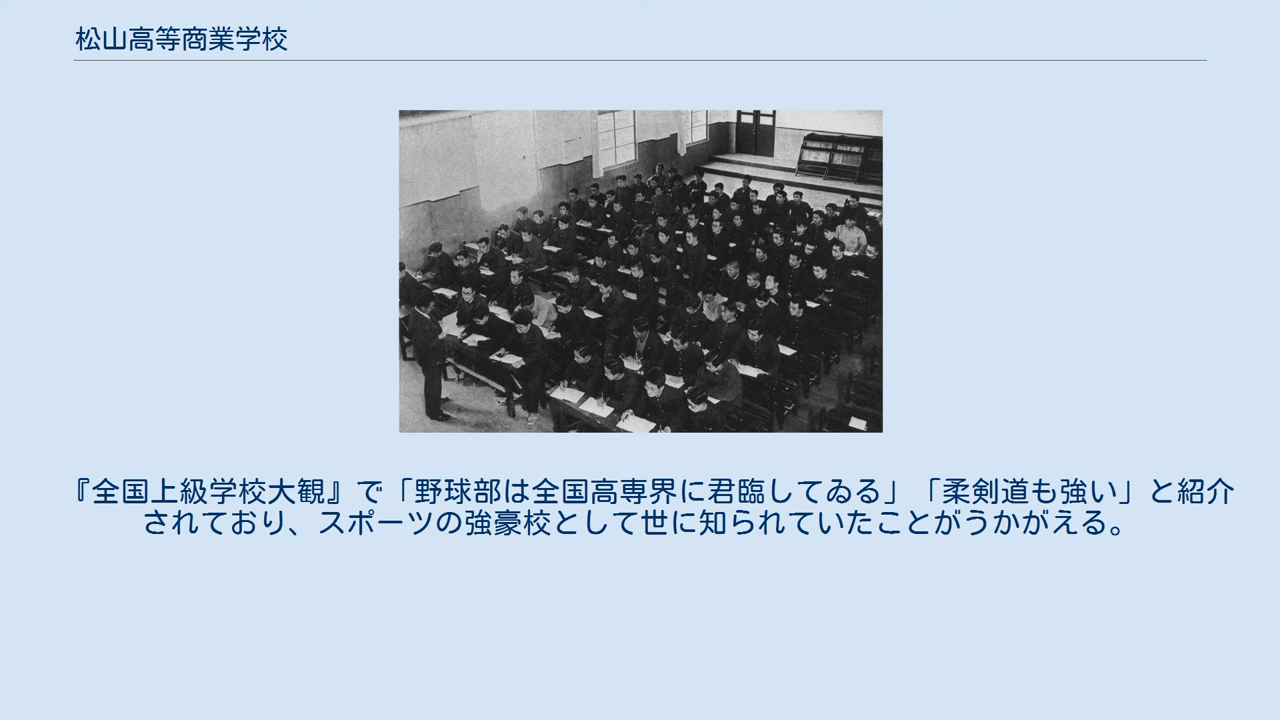 松山高等商業学校
『全国上級学校大観』で「野球部は全国高専界に君臨してゐる」「柔剣道も強い」と紹介
されており、スポーツの強豪校として世に知られていたことがうかがえる。